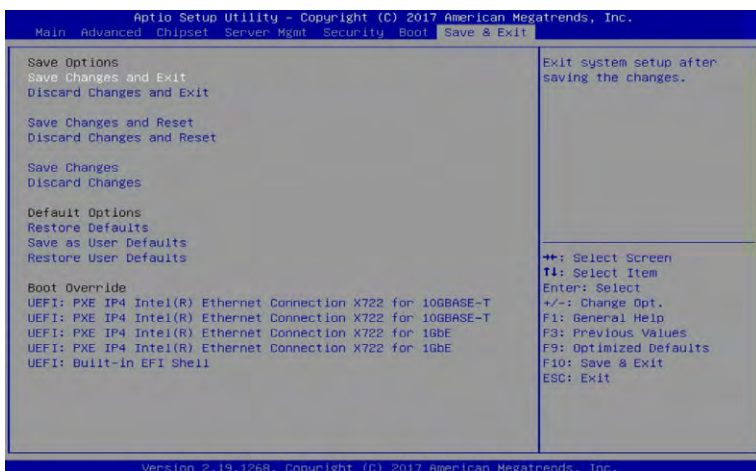 Aptio Setup Utility – Copyright (C) 2017 American Megatrends, Inc.
Main Advanced Chipset Server Mgmt Security Boot Save & Exit
Save Options
Save Changes and Exit
Discard Changes and Exit
Save Changes and Reset
Discard Changes and Reset
Save Changes
Discard Changes
Default Options
Restore Defaults
Save as User Defaults
Restore User Defaults
Boot Override
UEFI: PXE IP4 Intel(R) Ethernet Connection X722 for 10GBASE-T
UEFI: PXE IP4 Intel(R) Ethernet Connection X722 for 10GBASE-T
UEFI: PXE IP4 Intel(R) Ethernet Connection X722 for 1GbE
UEFI: PXE IP4 Intel(R) Ethernet Connection X722 for 1GbE
UEFI: Built-in EFI Shell
Exit system setup after
saving the changes.
→←: Select Screen
↑↓: Select Item
Enter: Select
+/-: Change Opt.
F1: General Help
F3: Previous Values
F9: Optimized Defaults
F10: Save & Exit
ESC: Exit
Version 2.19.1268. Copyright (C) 2017 American Megatrends, Inc.